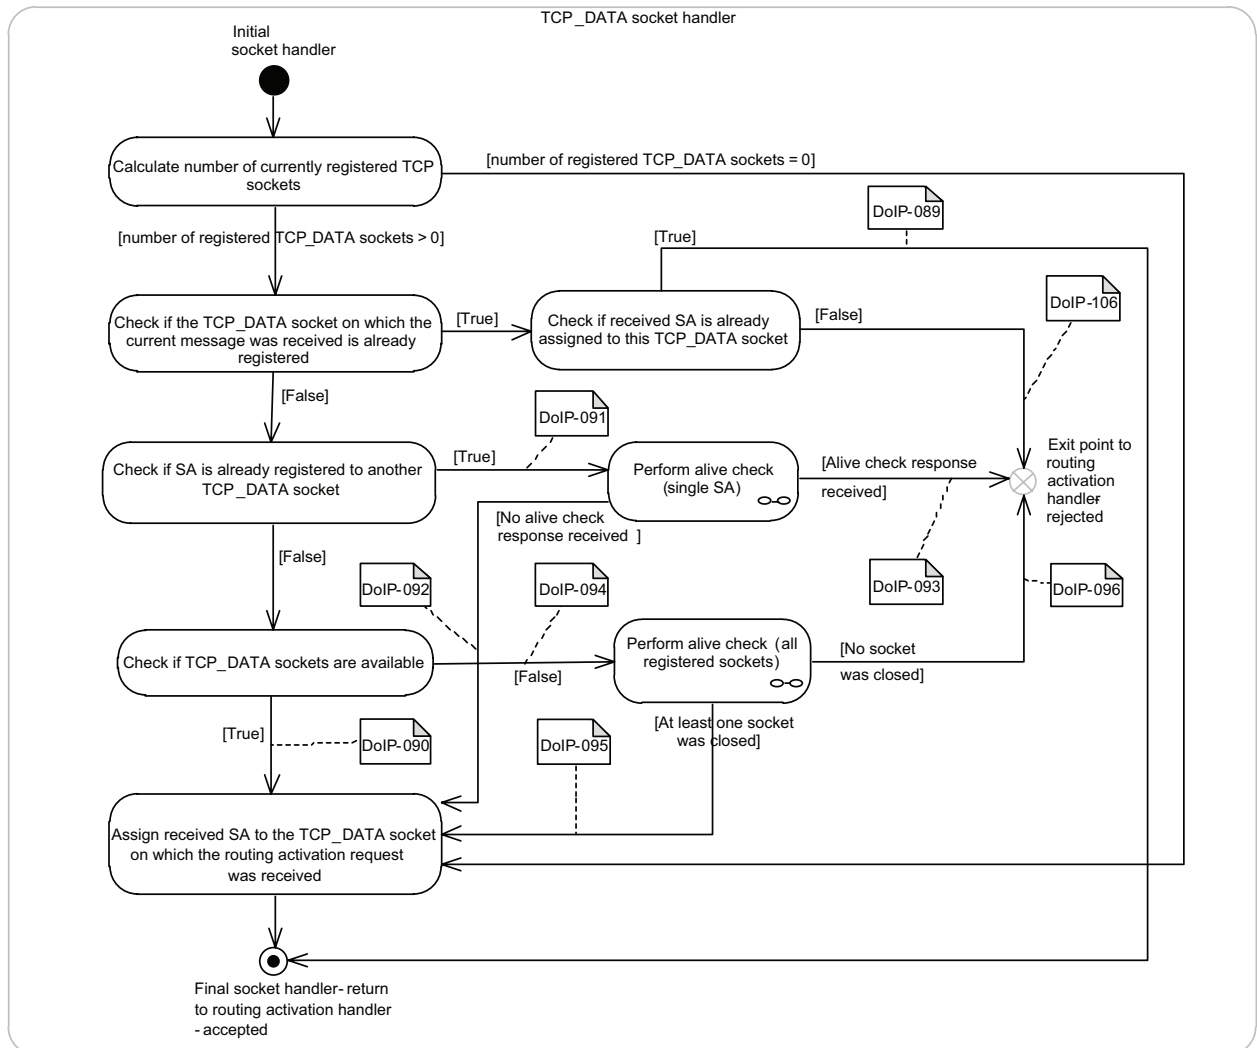 TCP_DATA socket handler
Initial
socket handler
Calculate number of currently registered TCP
sockets
[number of registered TCP_DATA sockets = 0]
[number of registered TCP_DATA sockets > 0]
DoIP-089
[True]
DoIP-106
Check if the TCP_DATA socket on which the
current message was received is already
registered
[True]
Check if received SA is already
assigned to this TCP_DATA socket
[False]
[False]
DoIP-091
Check if SA is already registered to another
TCP_DATA socket
[True]
Perform alive check
(single SA)
[Alive check response
received]
Exit point to
routing
activation
handler-
rejected
[No alive check
response received ]
[False]
DoIP-092
DoIP-094
DoIP-093
DoIP-096
Check if TCP_DATA sockets are available
[False]
Perform alive check (all
registered sockets)
[No socket
was closed]
[True]
DoIP-090
DoIP-095
[At least one socket
was closed]
Assign received SA to the TCP_DATA socket
on which the routing activation request
was received
Final socket handler- return
to routing activation handler
- accepted